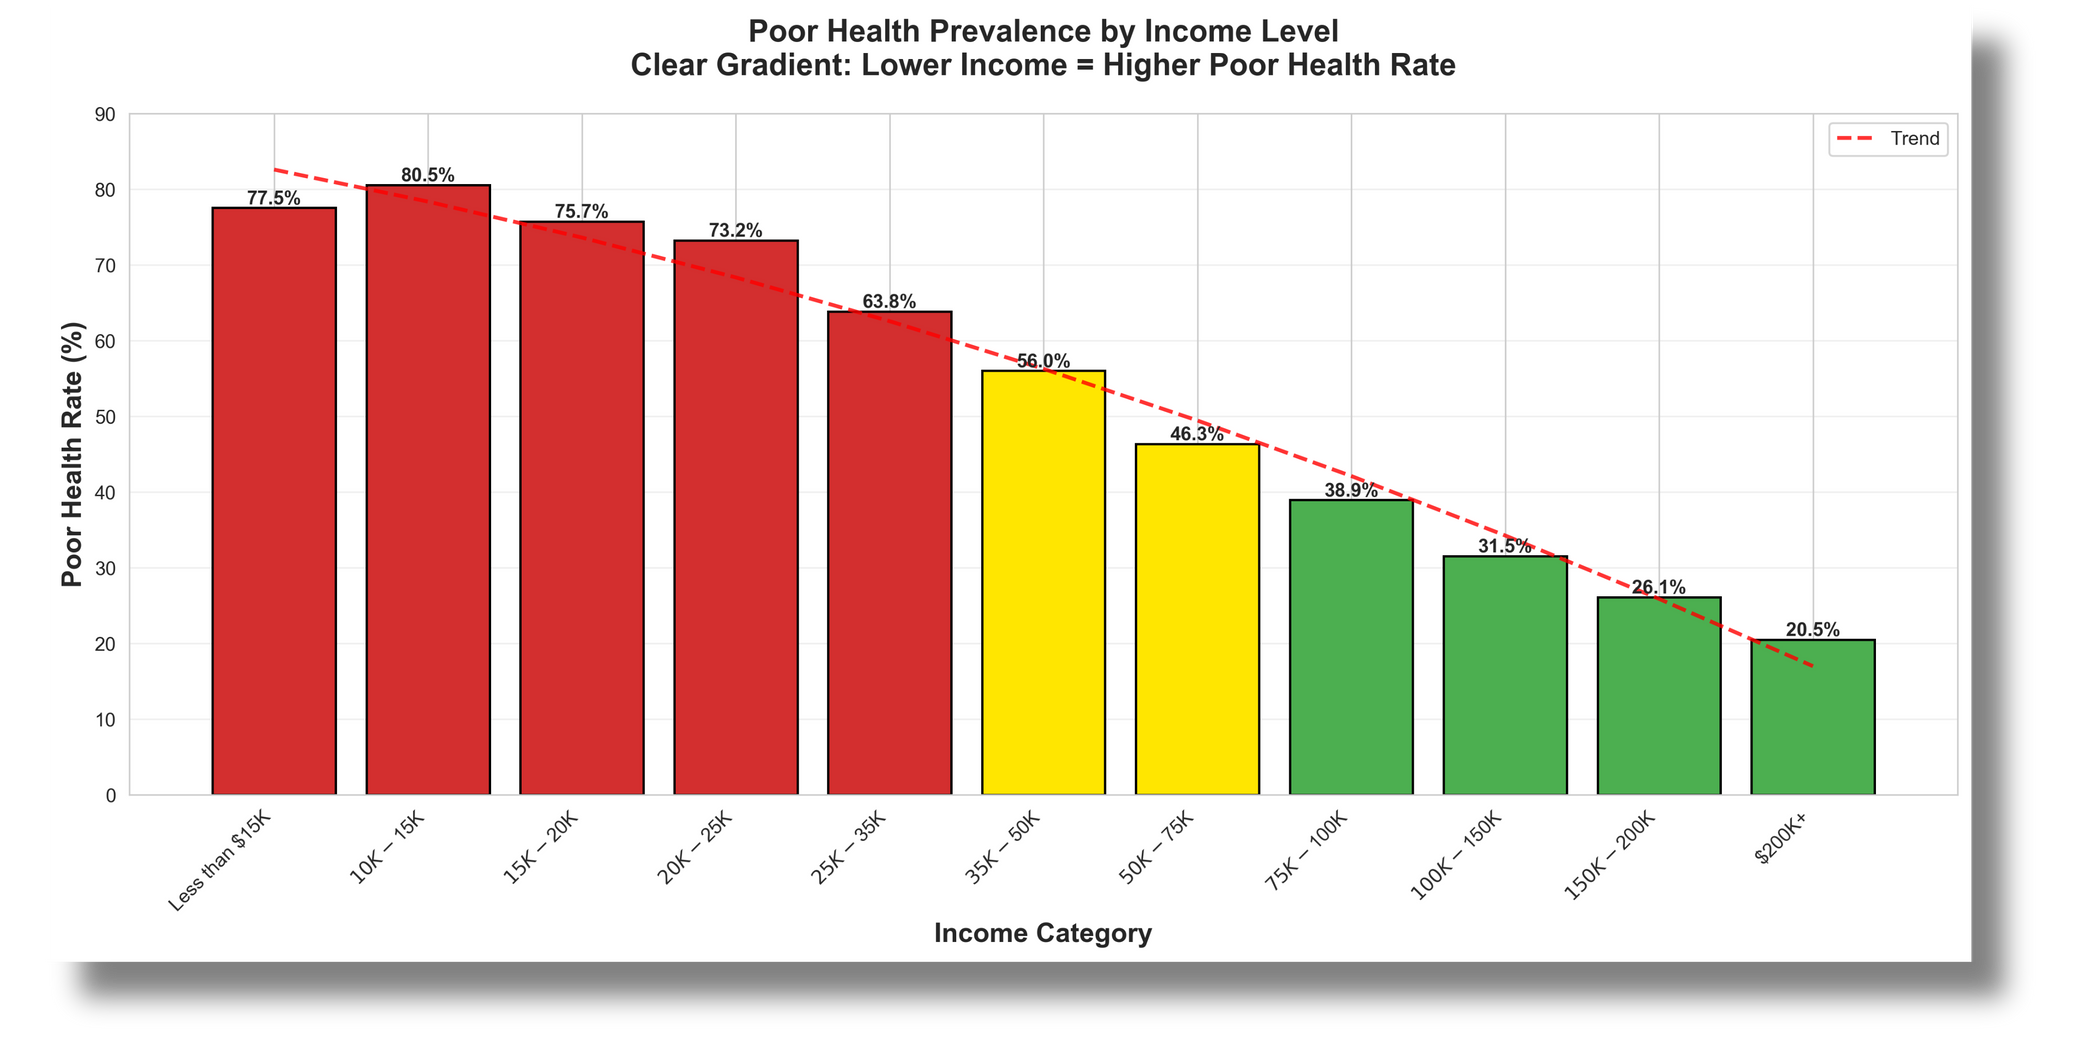 Poor Health Prevalence by Income Level
Clear Gradient: Lower Income = Higher Poor Health Rate
Trend
Poor Health Rate (%)
90
80
70
60
50
40
30
20
10
0
77.5%
80.5%
75.7%
73.2%
63.8%
56.0%
46.3%
38.9%
31.5%
26.1%
20.5%
Less than $15K
10K − 15K
15K − 20K
20K − 25K
25K − 35K
35K − 50K
50K − 75K
75K − 100K
100K − 150K
150K − 200K
$200K+
Income Category